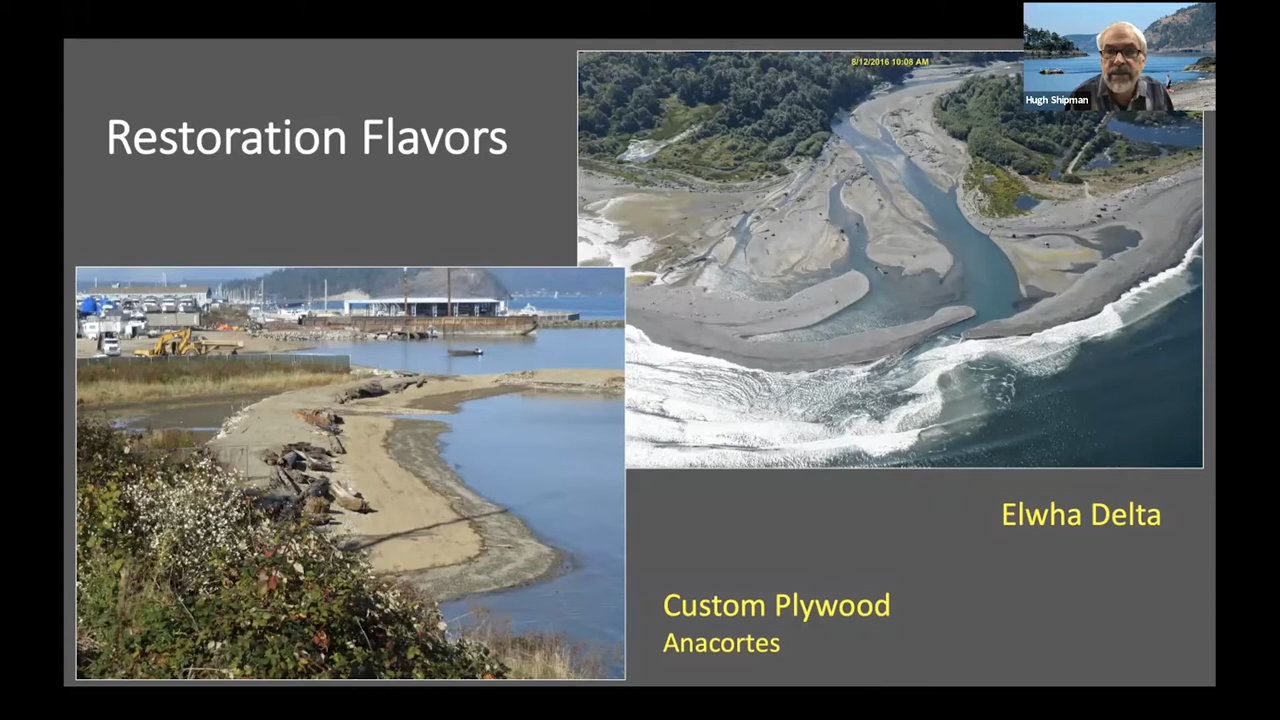 Restoration Flavors
8/12/2016 10:08 AM
Hugh Shipman
Elwha Delta
Custom Plywood
Anacortes